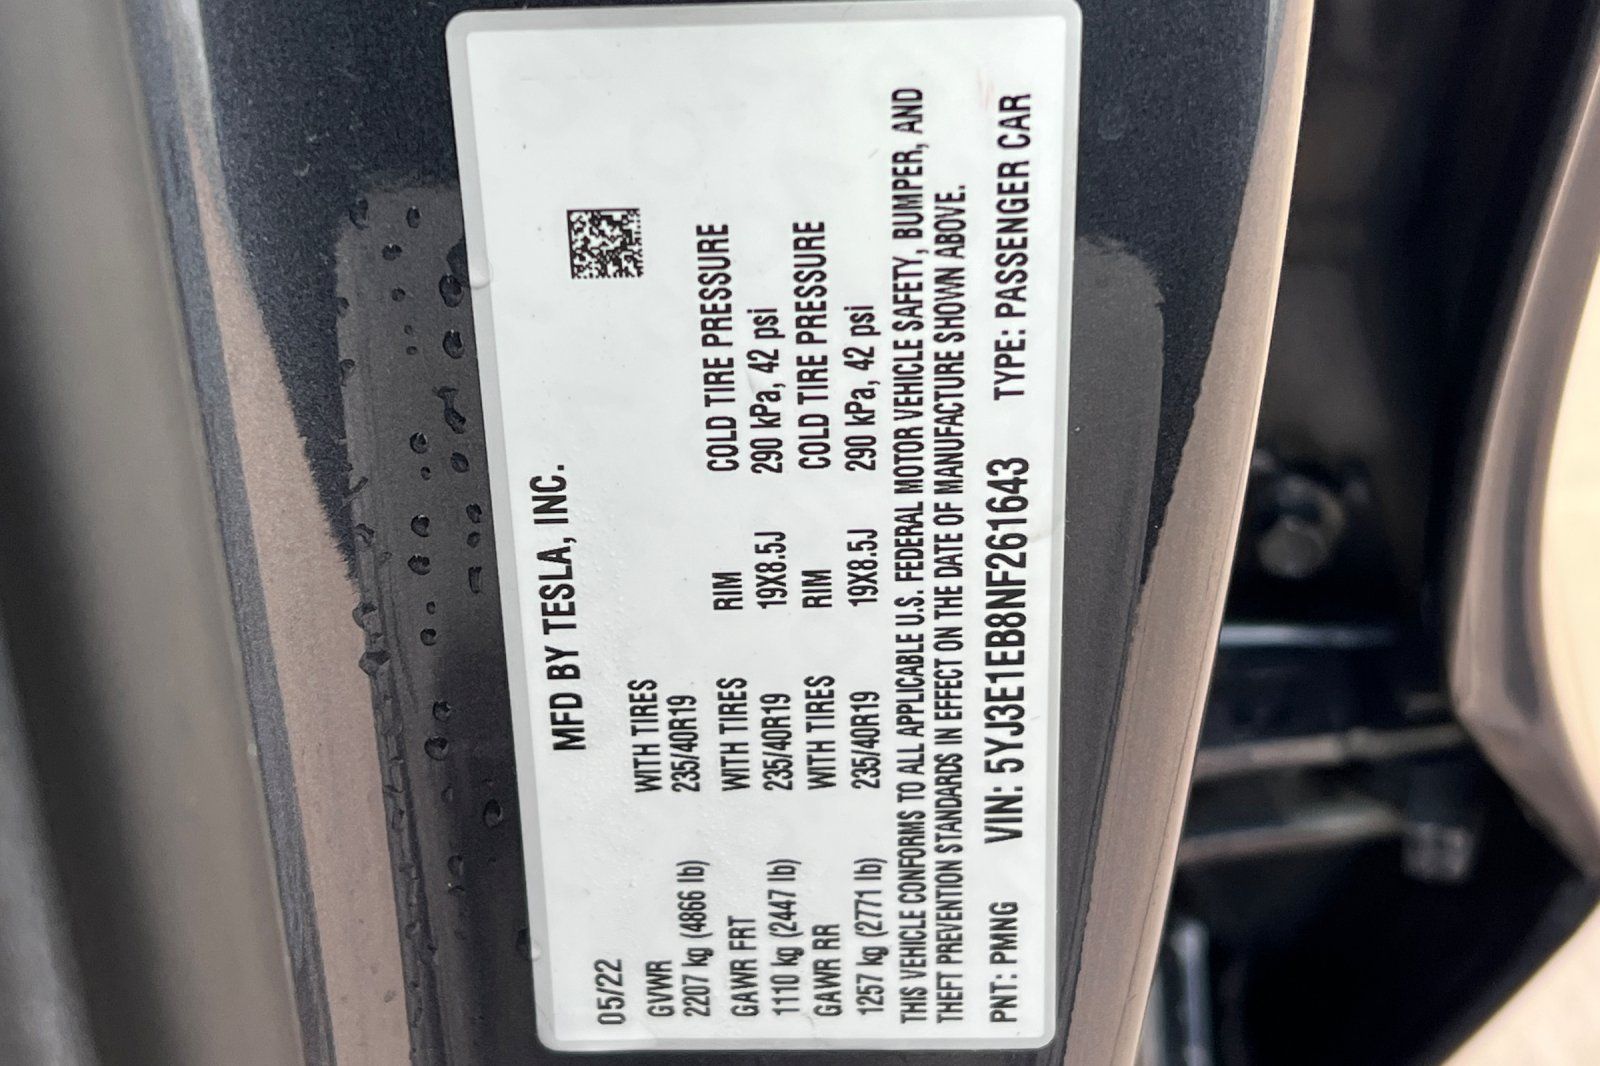 MFD BY TESLA, INC.
05/22
GVWR WITH TIRES
2207 kg (4866 lb) 235/40R19
GAWR FRT WITH TIRES RIM COLD TIRE PRESSURE
1110 kg (2447 lb) 235/40R19 19X8.5J 290 kPa, 42 psi
GAWR RR WITH TIRES RIM COLD TIRE PRESSURE
1257 kg (2771 lb) 235/40R19 19X8.5J 290 kPa, 42 psi
THIS VEHICLE CONFORMS TO ALL APPLICABLE U.S. FEDERAL MOTOR VEHICLE SAFETY, BUMPER, AND
THEFT PREVENTION STANDARDS IN EFFECT ON THE DATE OF MANUFACTURE SHOWN ABOVE.
PNT: PMNG VIN: 5YJ3E1EB8NF261643 TYPE: PASSENGER CAR